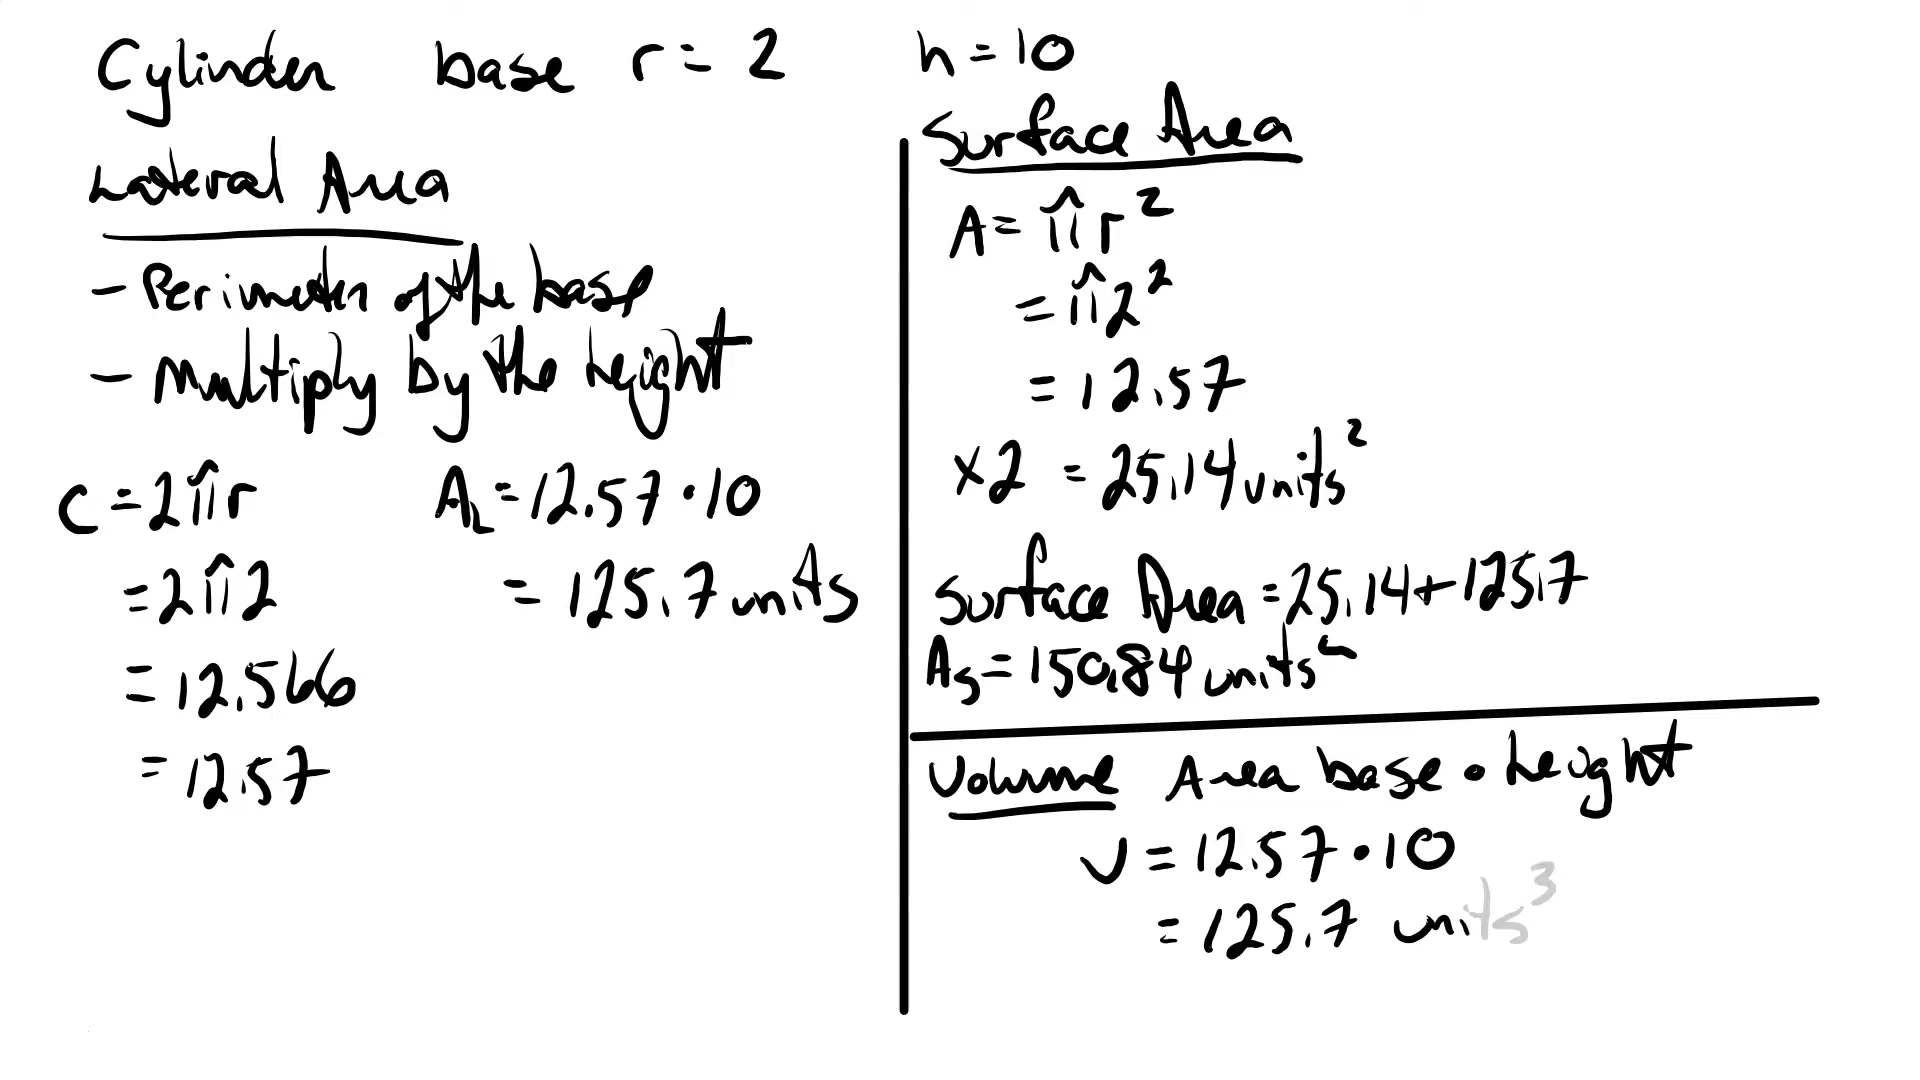 Cylinder base r = 2 h = 10
Lateral Area
- Perimeter of the base
- Multiply by the height
C = 2πr
= 2π2
= 12.566
= 12.57
A_L = 12.57 · 10
= 125.7 units
Surface Area
A = πr²
= π2²
= 12.57
x2 = 25.14 units²
Surface Area = 25.14 + 125.7
A_s = 150.84 units²
Volume Area base · height
V = 12.57 · 10
= 125.7 units³